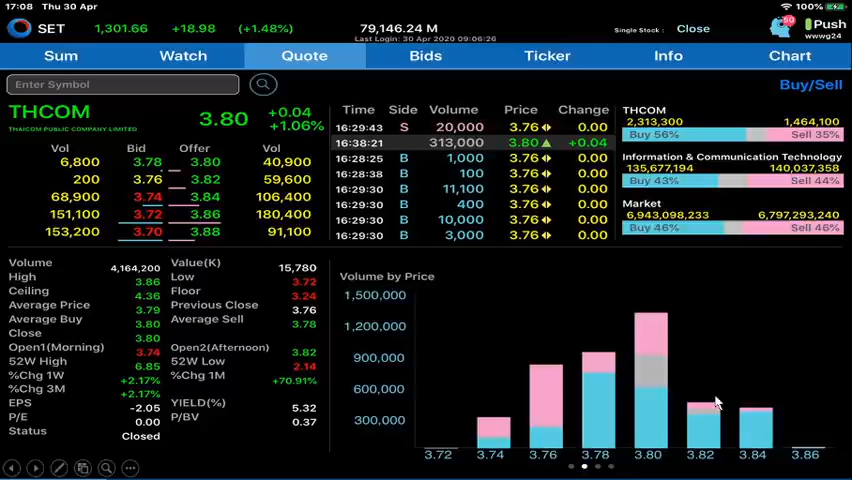 17:08 Thu 30 Apr
100%
SET 1,301.66 +18.98 (+1.48%) 79,146.24 M
Last Login: 30 Apr 2020 09:06:26
Single Stock : Close
50
Push
wwwg24
Sum Watch Quote Bids Ticker Info Chart
Enter Symbol
Buy/Sell
THCOM 3.80 +0.04
THAICOM PUBLIC COMPANY LIMITED +1.06%
Vol Bid Offer Vol
6,800 3.78 3.80 40,900
200 3.76 3.82 59,600
68,900 3.74 3.84 106,400
151,100 3.72 3.86 180,400
153,200 3.70 3.88 91,100
Time Side Volume Price Change
16:29:43 S 20,000 3.76 0.00
16:38:21 313,000 3.80 +0.04
16:28:25 B 1,000 3.76 0.00
16:28:38 B 100 3.76 0.00
16:29:30 B 11,100 3.76 0.00
16:29:30 B 400 3.76 0.00
16:29:30 B 10,000 3.76 0.00
16:29:30 B 3,000 3.76 0.00
THCOM
2,313,300 1,464,100
Buy 56% Sell 35%
Information & Communication Technology
135,677,194 140,037,358
Buy 43% Sell 44%
Market
6,943,098,233 6,797,293,240
Buy 46% Sell 46%
Volume 4,164,200 Value(K) 15,780
High 3.86 Low 3.72
Ceiling 4.36 Floor 3.24
Average Price 3.79 Previous Close 3.76
Average Buy 3.80 Average Sell 3.78
Close 3.80
Open1(Morning) 3.74 Open2(Afternoon) 3.82
52W High 6.85 52W Low 2.14
%Chg 1W +2.17% %Chg 1M +70.91%
%Chg 3M +2.17%
EPS -2.05 YIELD(%) 5.32
P/E 0.00 P/BV 0.37
Status Closed
Volume by Price
1,500,000
1,200,000
900,000
600,000
300,000
3.72 3.74 3.76 3.78 3.80 3.82 3.84 3.86